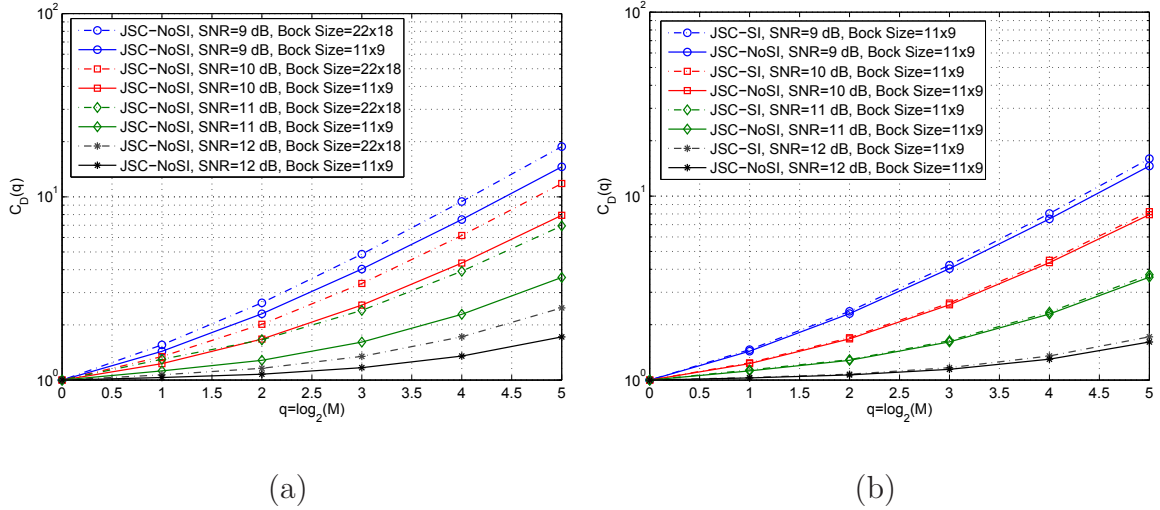 10²
JSC−NoSI, SNR=9 dB, Bock Size=22x18
JSC−NoSI, SNR=9 dB, Bock Size=11x9
JSC−NoSI, SNR=10 dB, Bock Size=22x18
JSC−NoSI, SNR=10 dB, Bock Size=11x9
JSC−NoSI, SNR=11 dB, Bock Size=22x18
JSC−NoSI, SNR=11 dB, Bock Size=11x9
JSC−NoSI, SNR=12 dB, Bock Size=22x18
JSC−NoSI, SNR=12 dB, Bock Size=11x9
C_D(q)
10¹
10⁰
0 0.5 1 1.5 2 2.5 3 3.5 4 4.5 5
q=log₂(M)
(a)
10²
JSC−SI, SNR=9 dB, Bock Size=11x9
JSC−NoSI, SNR=9 dB, Bock Size=11x9
JSC−SI, SNR=10 dB, Bock Size=11x9
JSC−NoSI, SNR=10 dB, Bock Size=11x9
JSC−SI, SNR=11 dB, Bock Size=11x9
JSC−NoSI, SNR=11 dB, Bock Size=11x9
JSC−SI, SNR=12 dB, Bock Size=11x9
JSC−NoSI, SNR=12 dB, Bock Size=11x9
C_D(q)
10¹
10⁰
0 0.5 1 1.5 2 2.5 3 3.5 4 4.5 5
q=log₂(M)
(b)